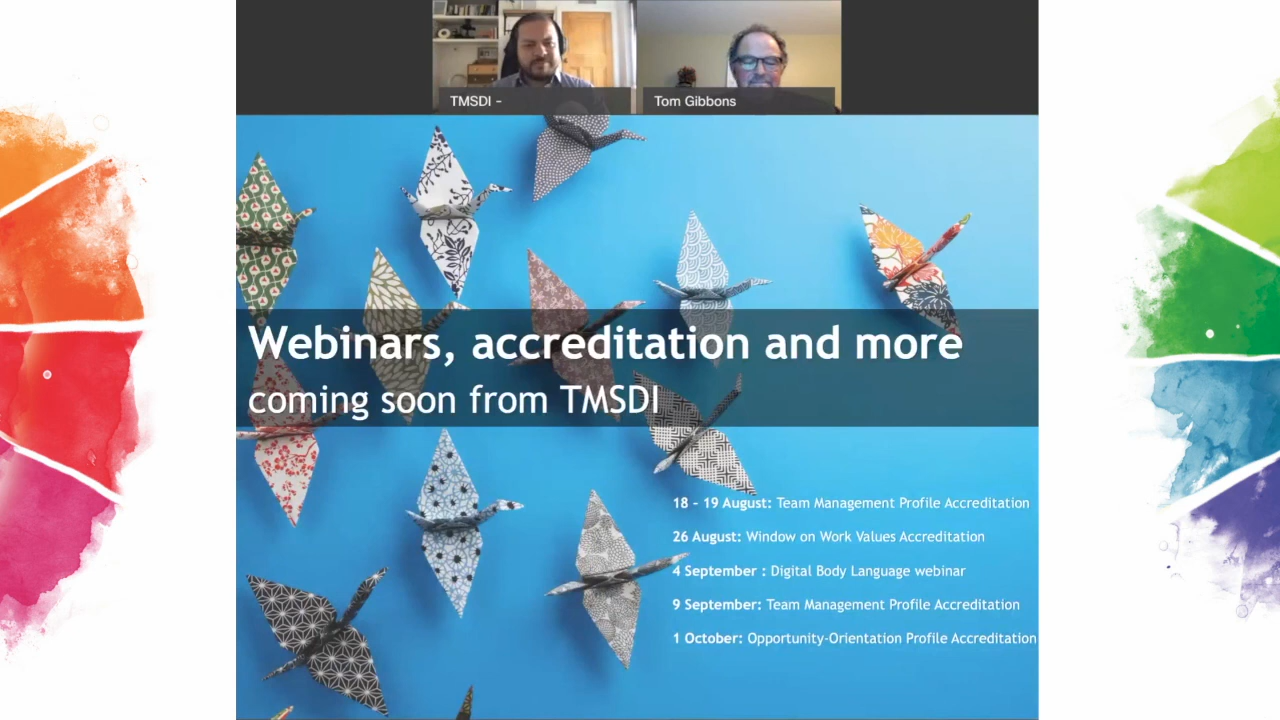 TMSDI -
Tom Gibbons
Webinars, accreditation and more
coming soon from TMSDI
18 – 19 August: Team Management Profile Accreditation
26 August: Window on Work Values Accreditation
4 September : Digital Body Language webinar
9 September: Team Management Profile Accreditation
1 October: Opportunity-Orientation Profile Accreditation